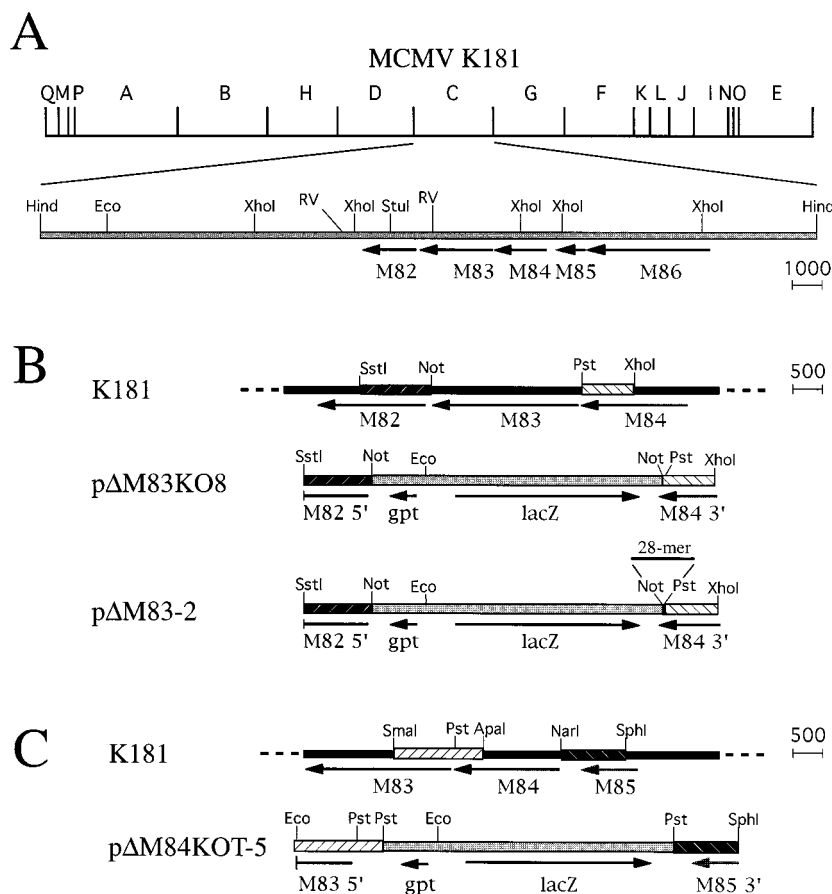 A
MCMV K181
Q M P A B H D C G F K L J I N O E
Hind Eco XhoI RV XhoI StuI RV XhoI XhoI XhoI Hind
M82 M83 M84 M85 M86
1000
B
K181
SstI Not Pst XhoI
500
M82 M83 M84
pΔM83KO8
SstI Not Eco Not Pst XhoI
M82 5' gpt lacZ M84 3'
28-mer
pΔM83-2
SstI Not Eco Not Pst XhoI
M82 5' gpt lacZ M84 3'
C
K181
SmaI Pst ApaI NarI SphI
500
M83 M84 M85
pΔM84KOT-5
Eco Pst Pst Eco Pst SphI
M83 5' gpt lacZ M85 3'